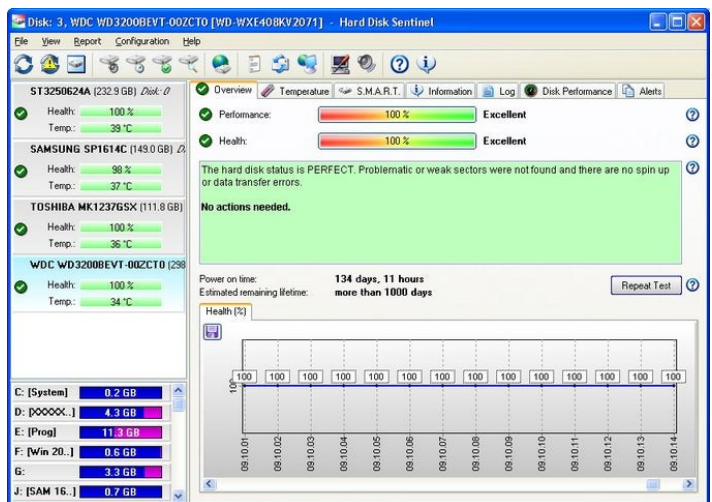 Disk: 3, WDC WD3200BEVT-00ZCT0 [WD-WXE408KV2071] - Hard Disk Sentinel
File View Report Configuration Help
ST3250624A (232.9 GB) Disk: 0
Health: 100 %
Temp.: 39 °C
SAMSUNG SP1614C (149.0 GB)
Health: 98 %
Temp.: 37 °C
TOSHIBA MK1237GSX (111.8 GB)
Health: 100 %
Temp.: 36 °C
WDC WD3200BEVT-00ZCT0 (298
Health: 100 %
Temp.: 34 °C
C: [System] 0.2 GB
D: [XXXXX..] 4.3 GB
E: [Prog] 11.3 GB
F: [Win 20..] 0.6 GB
G: 3.3 GB
J: [SAM 16..] 0.7 GB
Overview Temperature S.M.A.R.T. Information Log Disk Performance Alerts
Performance: 100 % Excellent
Health: 100 % Excellent
The hard disk status is PERFECT. Problematic or weak sectors were not found and there are no spin up
or data transfer errors.
No actions needed.
Power on time: 134 days, 11 hours
Estimated remaining lifetime: more than 1000 days
Repeat Test
Health (%)
100
100 100 100 100 100 100 100 100 100 100 100 100 100 100
09.10.01 09.10.02 09.10.03 09.10.04 09.10.05 09.10.06 09.10.07 09.10.08 09.10.09 09.10.10 09.10.11 09.10.12 09.10.13 09.10.14